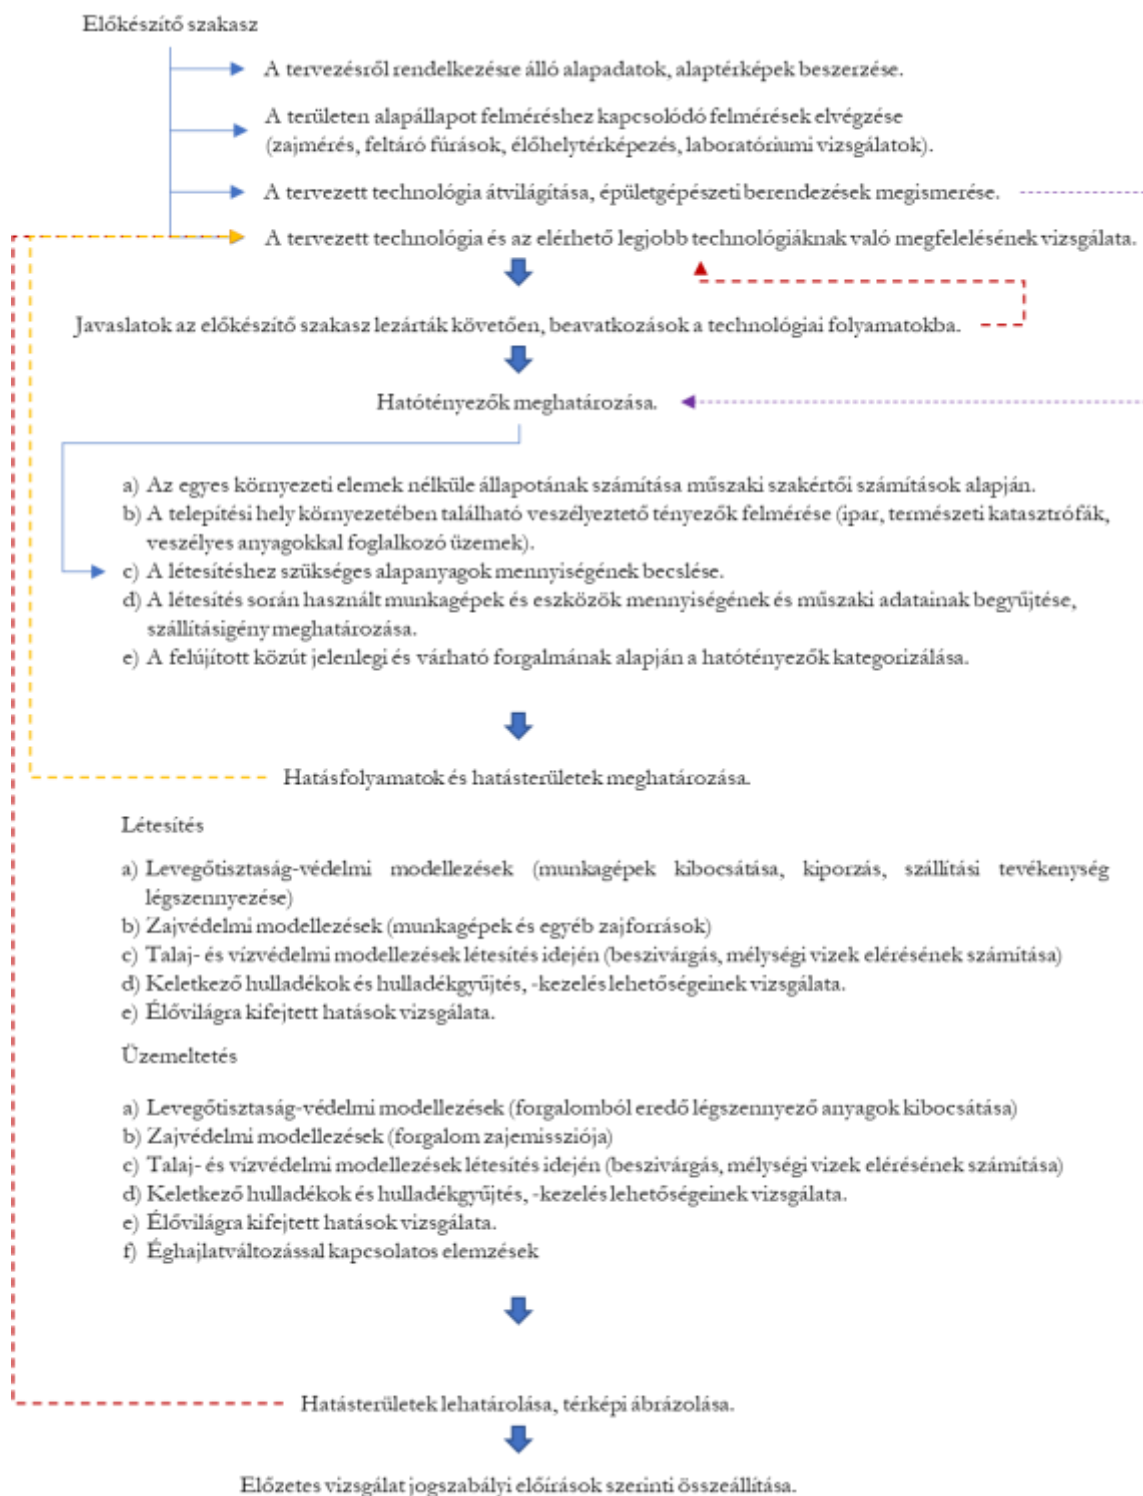 Előkészítő szakasz
A tervezésről rendelkezésre álló alapadatok, alaptérképek beszerzése.
A területen alapállapot felméréshez kapcsolódó felmérések elvégzése
(zajmérés, feltáró fúrások, élőhelytérképezés, laboratóriumi vizsgálatok).
A tervezett technológia átvilágítása, épületgépészeti berendezések megismerése.
A tervezett technológia és az elérhető legjobb technológiáknak való megfelelésének vizsgálata.
Javaslatok az előkészítő szakasz lezárták követően, beavatkozások a technológiai folyamatokba.
Hatótényezők meghatározása.
a) Az egyes környezeti elemek nélküle állapotának számítása műszaki szakértői számítások alapján.
b) A telepítési hely környezetében található veszélyeztető tényezők felmérése (ipar, természeti katasztrófák,
veszélyes anyagokkal foglalkozó üzemek).
c) A létesítéshez szükséges alapanyagok mennyiségének becslése.
d) A létesítés során használt munkagépek és eszközök mennyiségének és műszaki adatainak begyűjtése,
szállításigény meghatározása.
e) A felújított közút jelenlegi és várható forgalmának alapján a hatótényezők kategorizálása.
Hatásfolyamatok és hatásterületek meghatározása.
Létesítés
a) Levegőtisztaság-védelmi modellezések (munkagépek kibocsátása, kiporzás, szállítási tevékenység
légszennyezése)
b) Zajvédelmi modellezések (munkagépek és egyéb zajforrások)
c) Talaj- és vízvédelmi modellezések létesítés idején (beszivárgás, mélységi vizek elérésének számítása)
d) Keletkező hulladékok és hulladékgyűjtés, -kezelés lehetőségeinek vizsgálata.
e) Élővilágra kifejtett hatások vizsgálata.
Üzemeltetés
a) Levegőtisztaság-védelmi modellezések (forgalomból eredő légszennyező anyagok kibocsátása)
b) Zajvédelmi modellezések (forgalom zajemissziója)
c) Talaj- és vízvédelmi modellezések létesítés idején (beszivárgás, mélységi vizek elérésének számítása)
d) Keletkező hulladékok és hulladékgyűjtés, -kezelés lehetőségeinek vizsgálata.
e) Élővilágra kifejtett hatások vizsgálata.
f) Éghajlatváltozással kapcsolatos elemzések
Hatásterületek lehatárolása, térképi ábrázolása.
Előzetes vizsgálat jogszabályi előírások szerinti összeállítása.